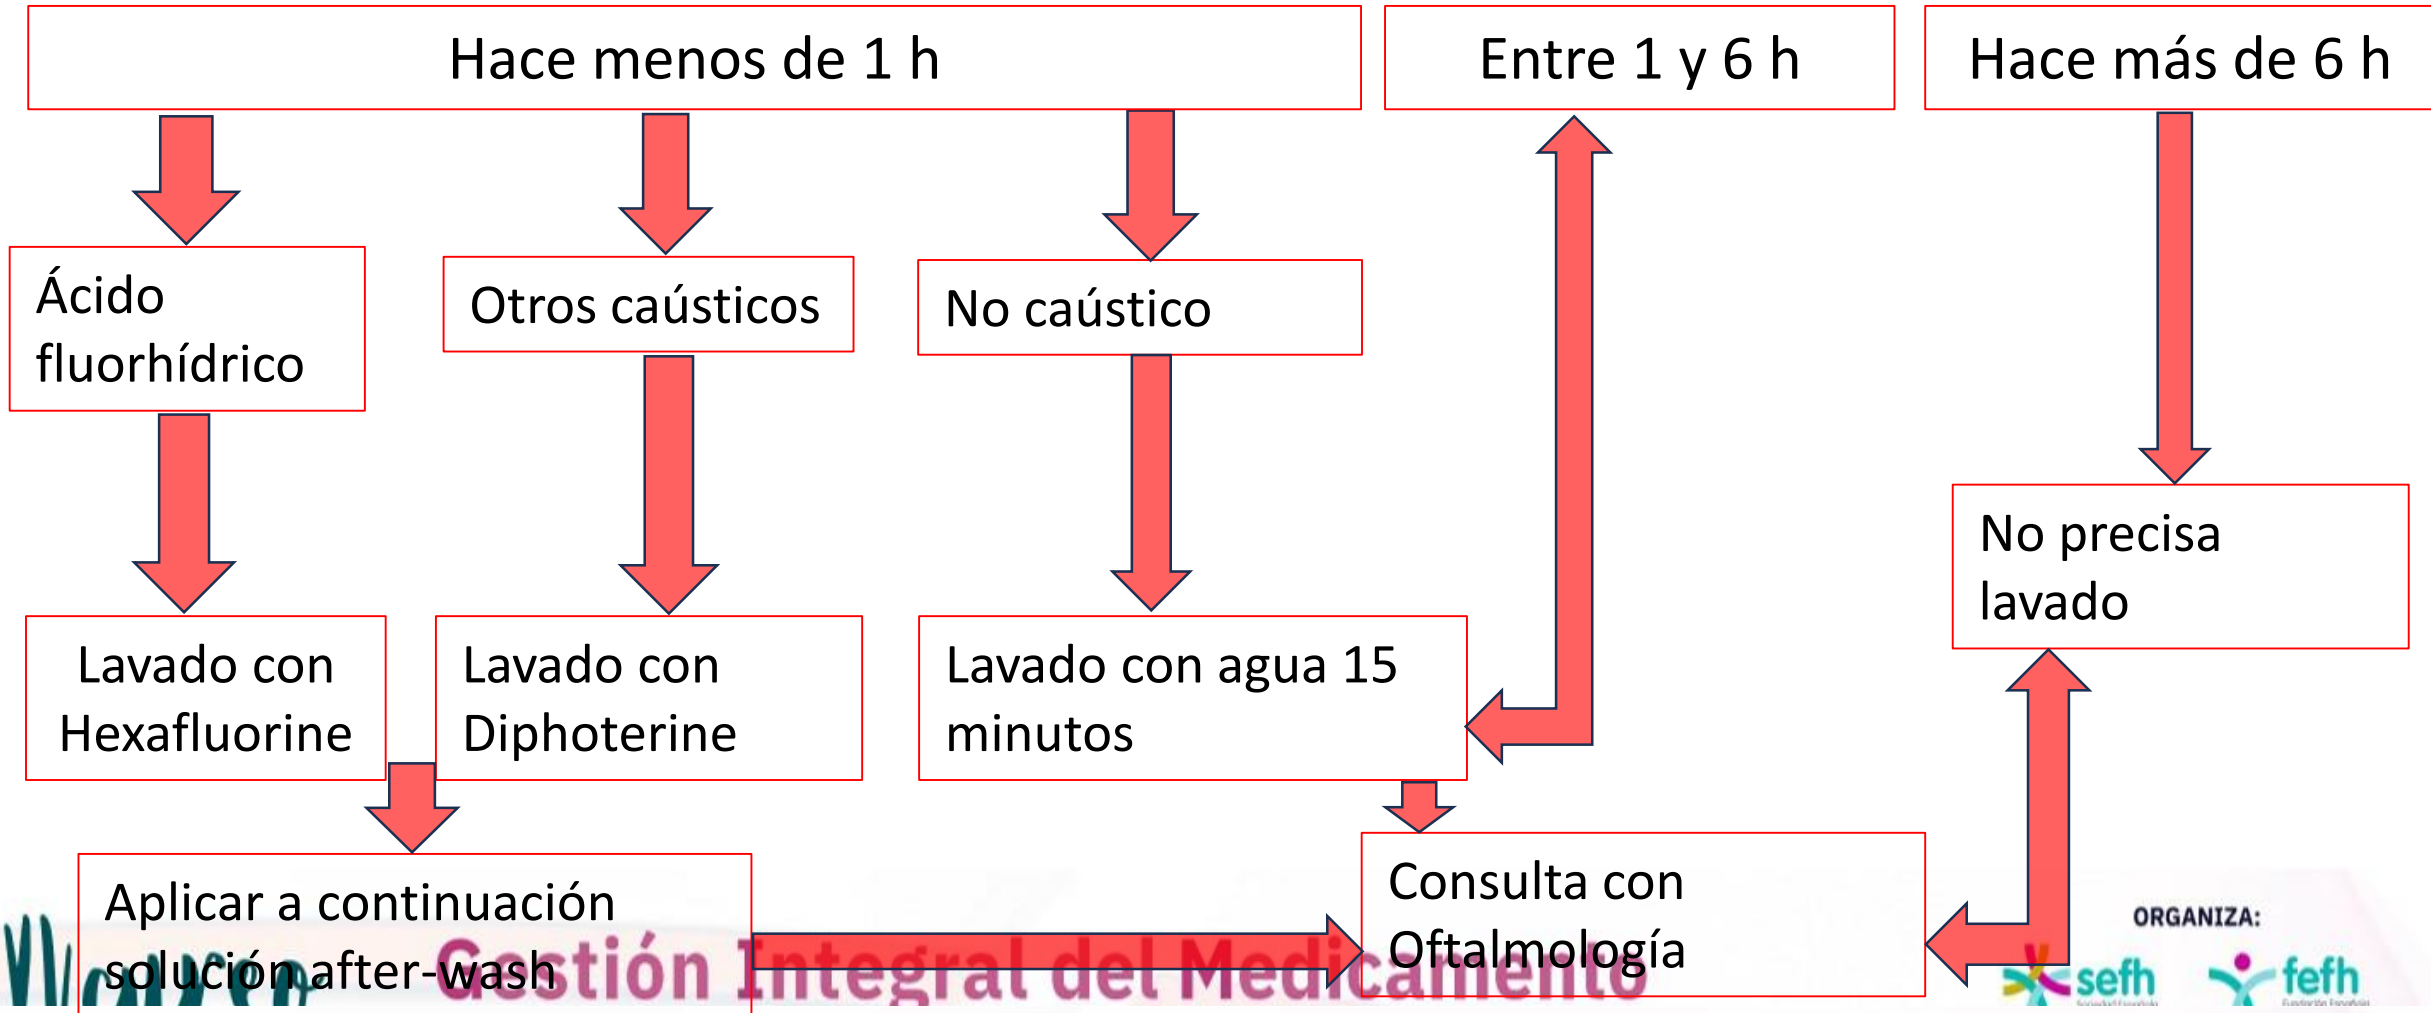 Hace menos de 1 h
Entre 1 y 6 h
Hace más de 6 h
Ácido
fluorhídrico
Otros caústicos
No caústico
No precisa
lavado
Lavado con
Hexafluorine
Lavado con
Diphoterine
Lavado con agua 15
minutos
Aplicar a continuación
solución after-wash
Consulta con
Oftalmología
Gestión Integral del Medicamento
ORGANIZA:
sefh
fefh